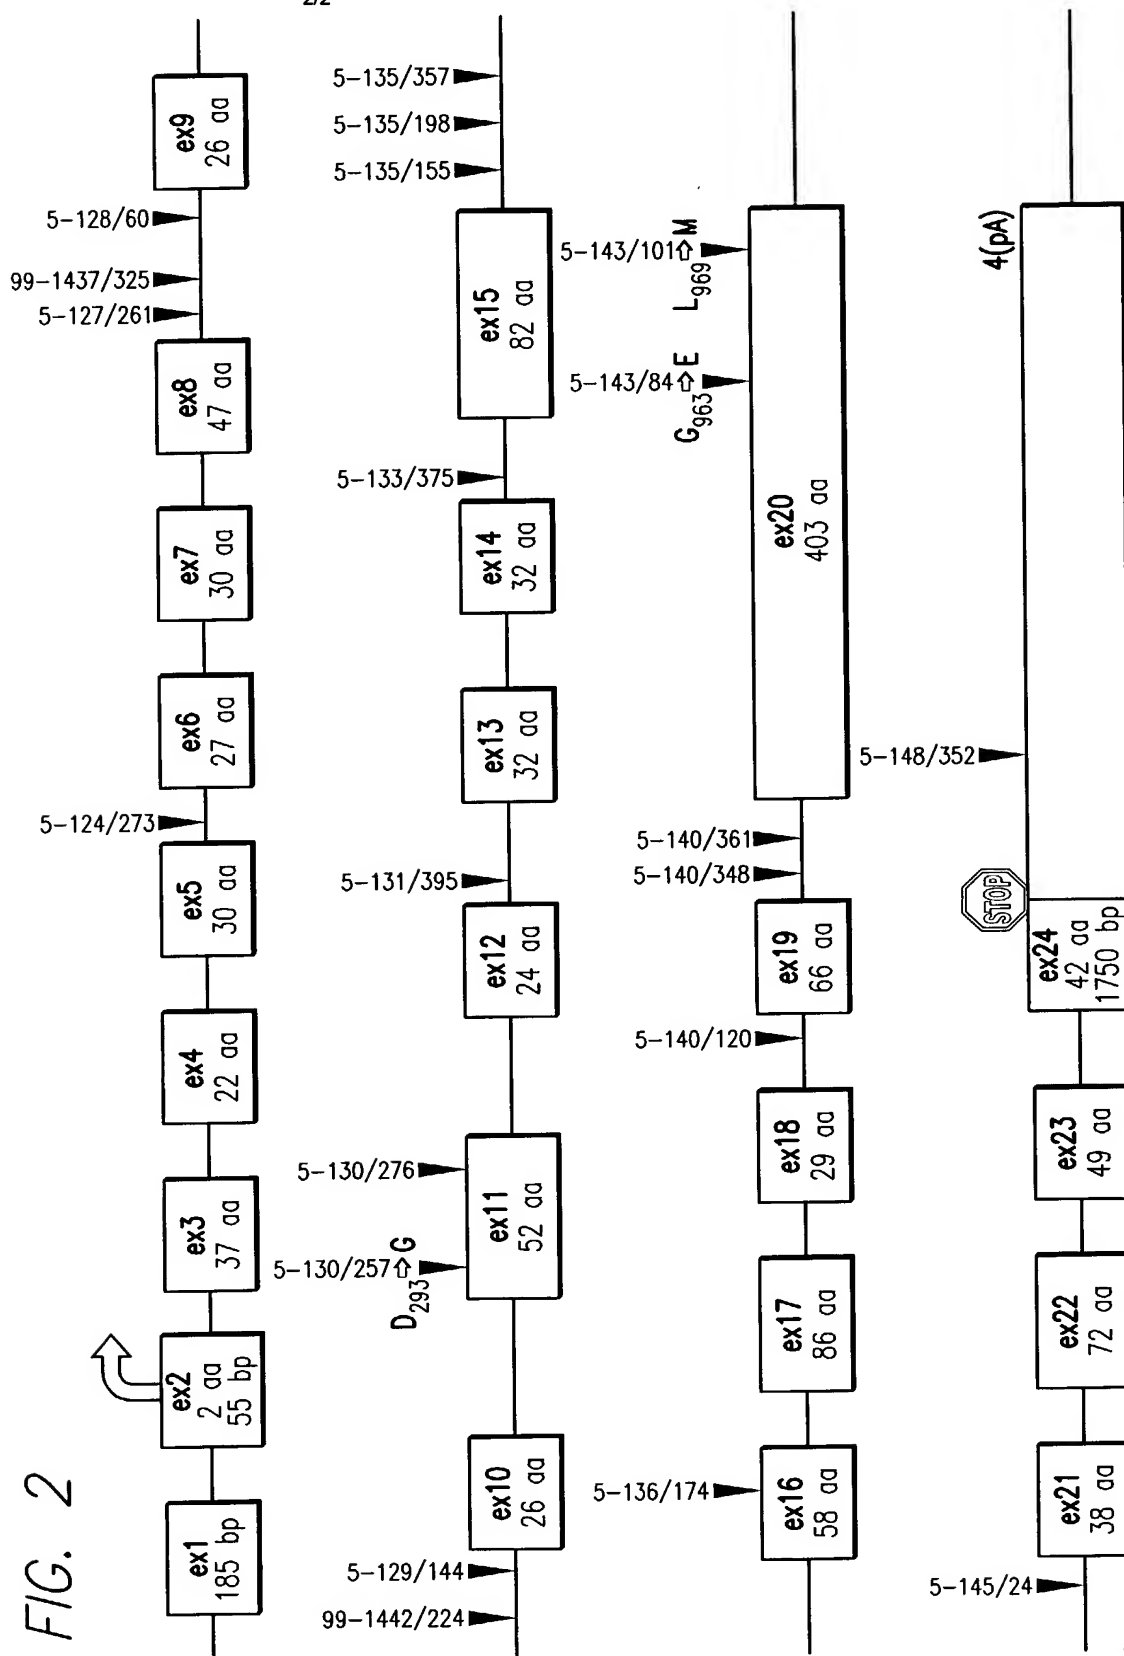 2/2
FIG. 2
ex1
185 bp
ex2
2 aa
55 bp
ex3
37 aa
ex4
22 aa
ex5
30 aa
5-124/273
ex6
27 aa
ex7
30 aa
ex8
47 aa
5-127/261
99-1437/325
5-128/60
ex9
26 aa
99-1442/224
5-129/144
ex10
26 aa
5-130/257
D293⇨G
5-130/276
ex11
52 aa
ex12
24 aa
5-131/395
ex13
32 aa
ex14
32 aa
5-133/375
ex15
82 aa
5-135/155
5-135/198
5-135/357
5-136/174
ex16
58 aa
ex17
86 aa
ex18
29 aa
5-140/120
ex19
66 aa
5-140/348
5-140/361
ex20
403 aa
5-143/84
G963⇨E
5-143/101
L969⇨M
5-145/24
ex21
38 aa
ex22
72 aa
ex23
49 aa
ex24
42 aa
1750 bp
STOP
5-148/352
4(pA)